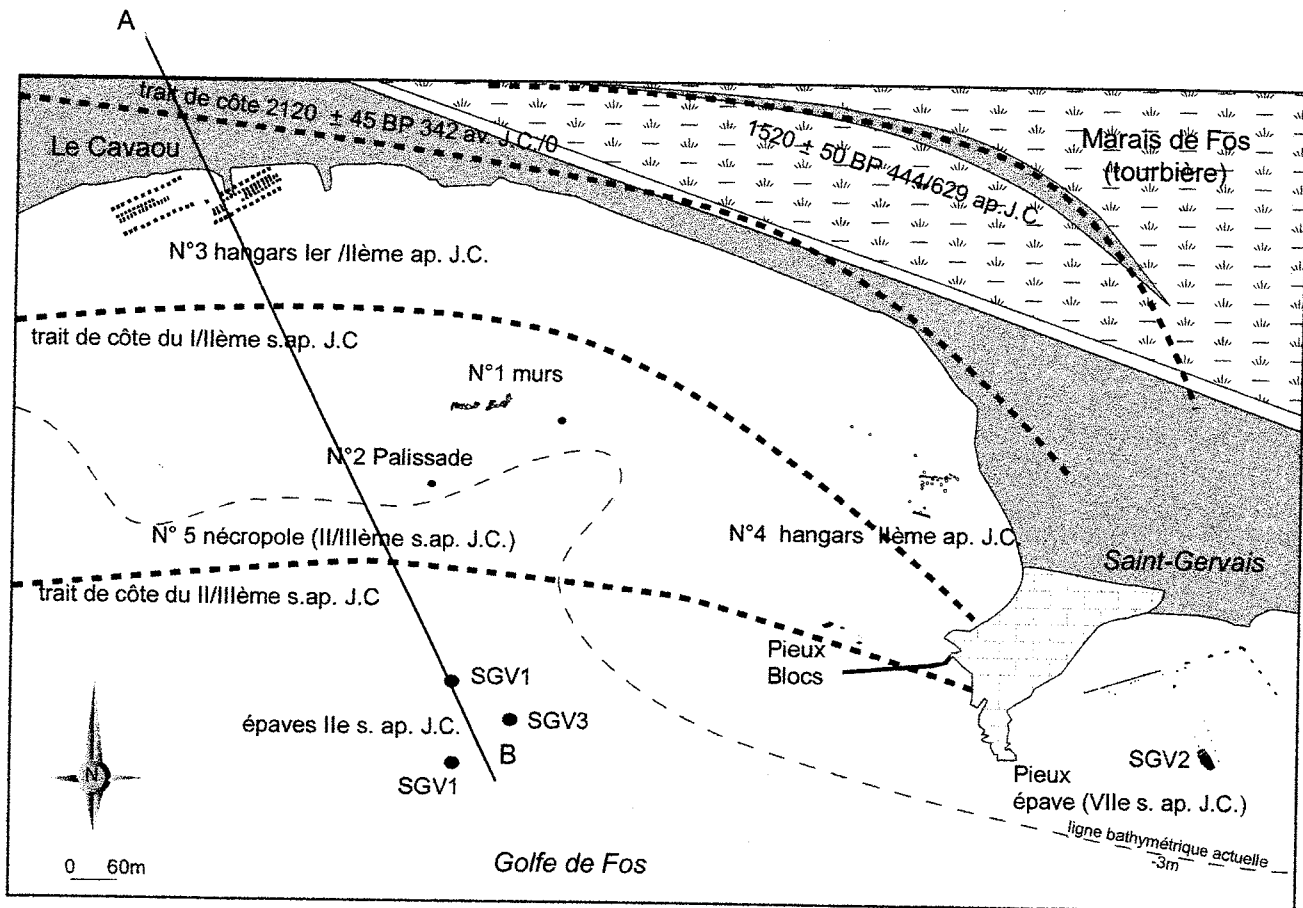 A
trait de côte 2120 ± 45 BP 342 av. J.C./0
Le Cavaou
1520 ± 50 BP 444/629 ap.J.C.
Marais de Fos
(tourbière)
N°3 hangars Ier /IIème ap. J.C.
trait de côte du I/IIème s.ap. J.C
N°1 murs
N°2 Palissade
N° 5 nécropole (II/IIIème s.ap. J.C.)
N°4 hangars IIème ap. J.C.
Saint-Gervais
trait de côte du II/IIIème s.ap. J.C
Pieux
Blocs
SGV1
épaves IIe s. ap. J.C.
SGV3
B
SGV1
SGV2
Pieux
épave (VIIe s. ap. J.C.)
ligne bathymétrique actuelle
-3m
N
0 60m
Golfe de Fos